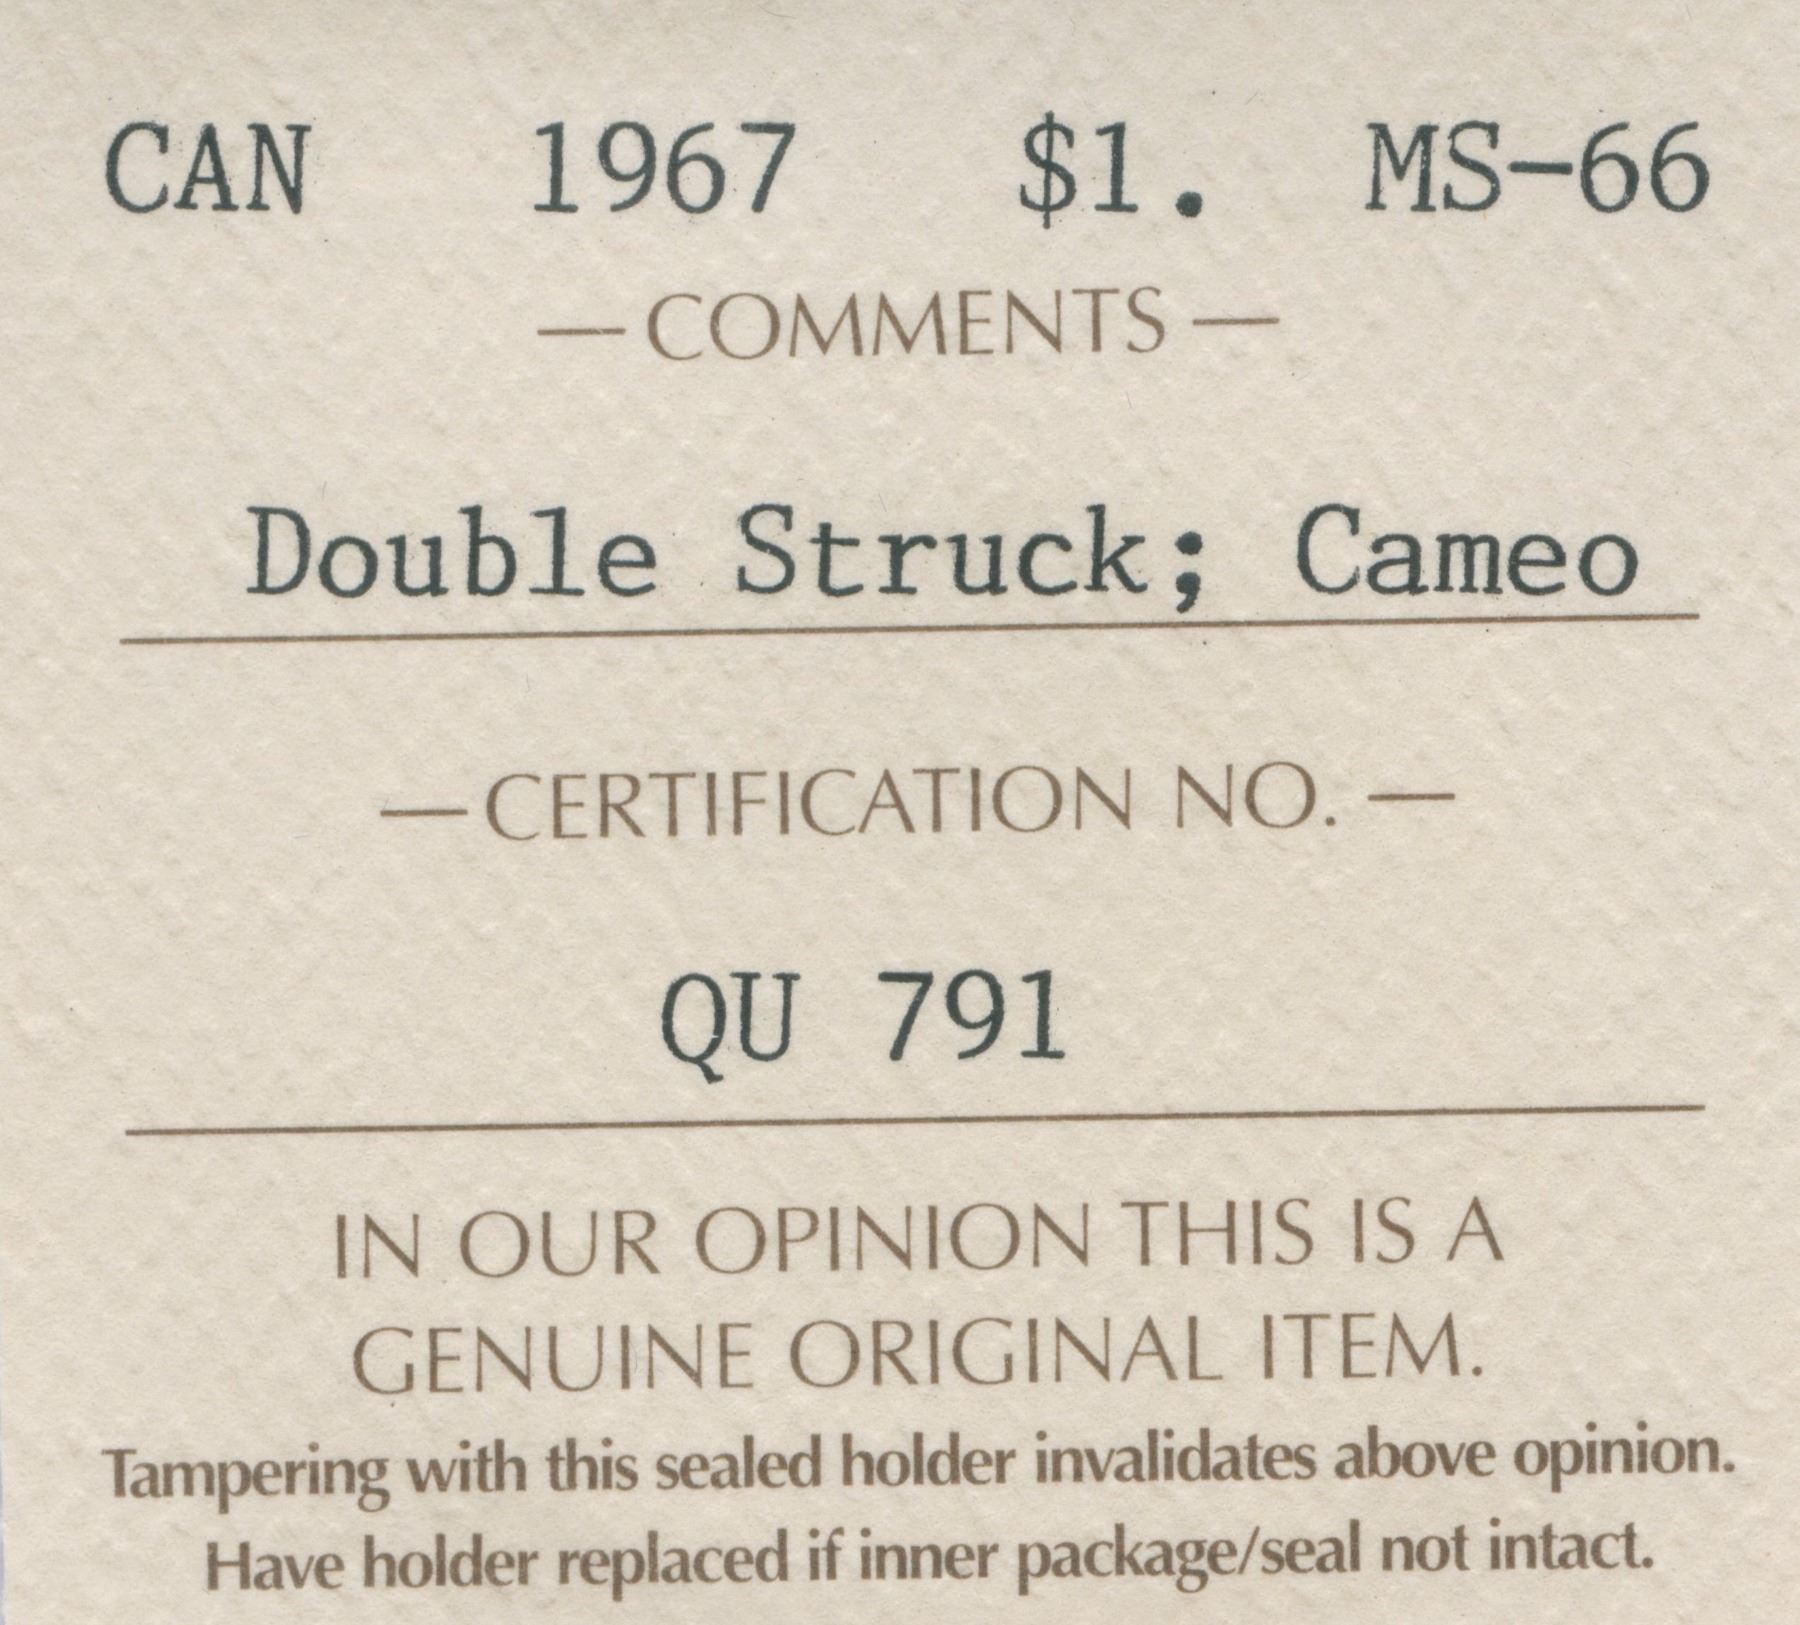 CAN 1967 $1. MS-66
— COMMENTS —
Double Struck; Cameo
— CERTIFICATION NO. —
QU 791
IN OUR OPINION THIS IS A
GENUINE ORIGINAL ITEM.
Tampering with this sealed holder invalidates above opinion.
Have holder replaced if inner package/seal not intact.